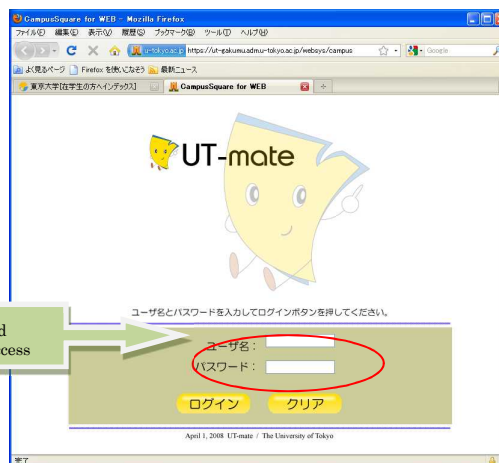 CampusSquare for WEB - Mozilla Firefox
ファイル(F) 編集(E) 表示(V) 履歴(S) ブックマーク(B) ツール(T) ヘルプ(H)
u-tokyo.ac.jp https://ut-gakumu.adm.u-tokyo.ac.jp/websys/campus
Google
よく見るページ Firefox を使いこなそう 最新ニュース
東京大学[在学生の方へインデックス] CampusSquare for WEB
UT-mate
ユーザ名とパスワードを入力してログインボタンを押してください。
ユーザ名：
パスワード：
ログイン クリア
April 1, 2008 UT-mate / The University of Tokyo
完了